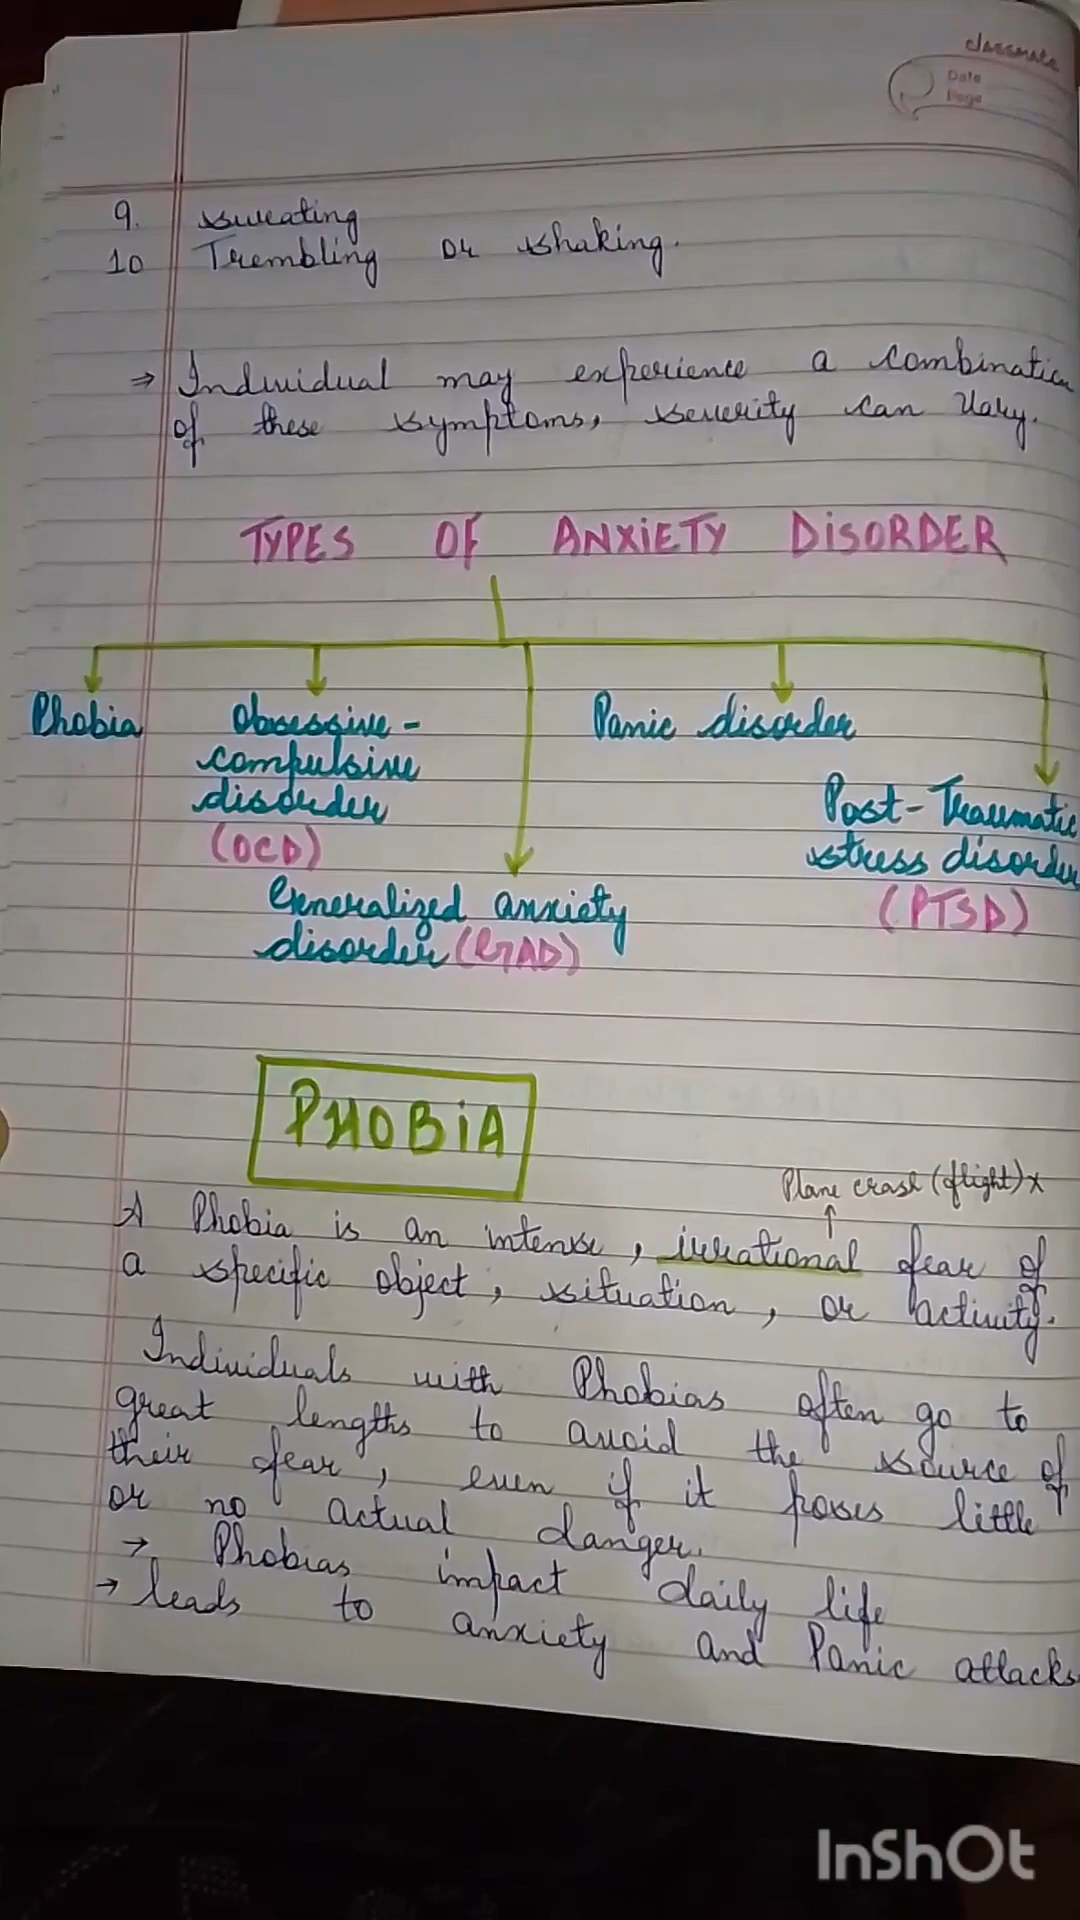 classmate
Date
Page
9. sweating
10 Trembling or shaking.
⇒ Individual may experience a combination
of these symptoms, severity can vary.
TYPES OF ANXIETY DISORDER
Phobia
Obsessive-
compulsive
disorder
(OCD)
Generalized anxiety
disorder (GAD)
Panic disorder
Post-Traumatic
stress disorder
(PTSD)
PHOBIA
Plane crash (flight) x
↑
A Phobia is an intense, irrational fear of
a specific object, situation, or activity.
Individuals with Phobias often go to
great lengths to avoid the source of
their fear, even if it poses little
or no actual danger.
→ Phobias impact daily life
→ leads to anxiety and Panic attacks.
InShOt